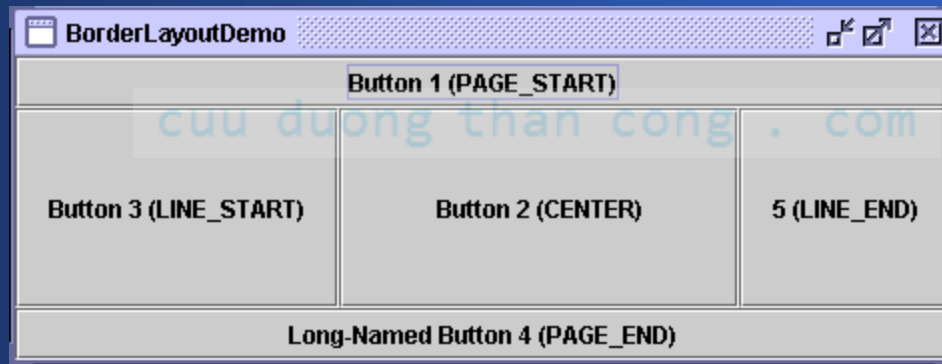 BorderLayoutDemo
Button 1 (PAGE_START)
cuu duong than cong . com
Button 3 (LINE_START) Button 2 (CENTER) 5 (LINE_END)
Long-Named Button 4 (PAGE_END)